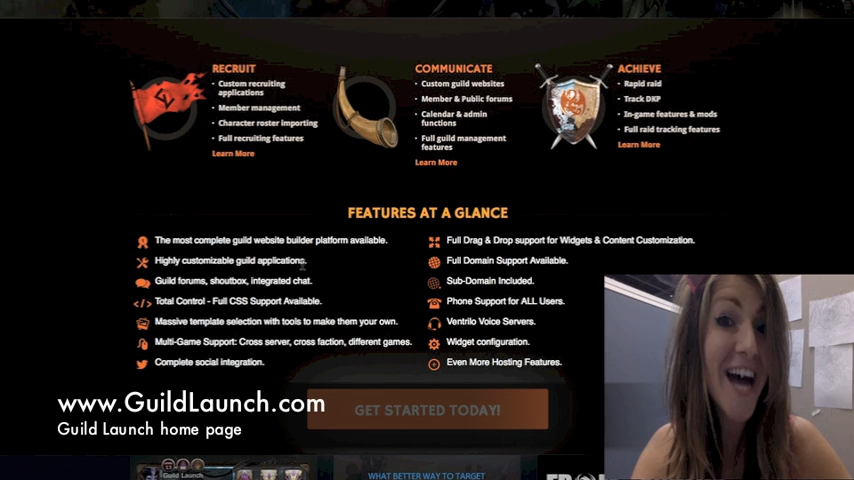 RECRUIT
Custom recruiting
applications
Member management
Character roster importing
Full recruiting features
Learn More
COMMUNICATE
Custom guild websites
Member & Public forums
Calendar & admin
functions
Full guild management
features
Learn More
ACHIEVE
Rapid raid
Track DKP
In-game features & mods
Full raid tracking features
Learn More
FEATURES AT A GLANCE
The most complete guild website builder platform available.
Highly customizable guild applications.
Guild forums, shoutbox, integrated chat.
Total Control - Full CSS Support Available.
Massive template selection with tools to make them your own.
Multi-Game Support: Cross server, cross faction, different games.
Complete social integration.
Full Drag & Drop support for Widgets & Content Customization.
Full Domain Support Available.
Sub-Domain Included.
Phone Support for ALL Users.
Ventrilo Voice Servers.
Widget configuration.
Even More Hosting Features.
GET STARTED TODAY!
www.GuildLaunch.com
Guild Launch home page
Guild Launch
WHAT BETTER WAY TO TARGET